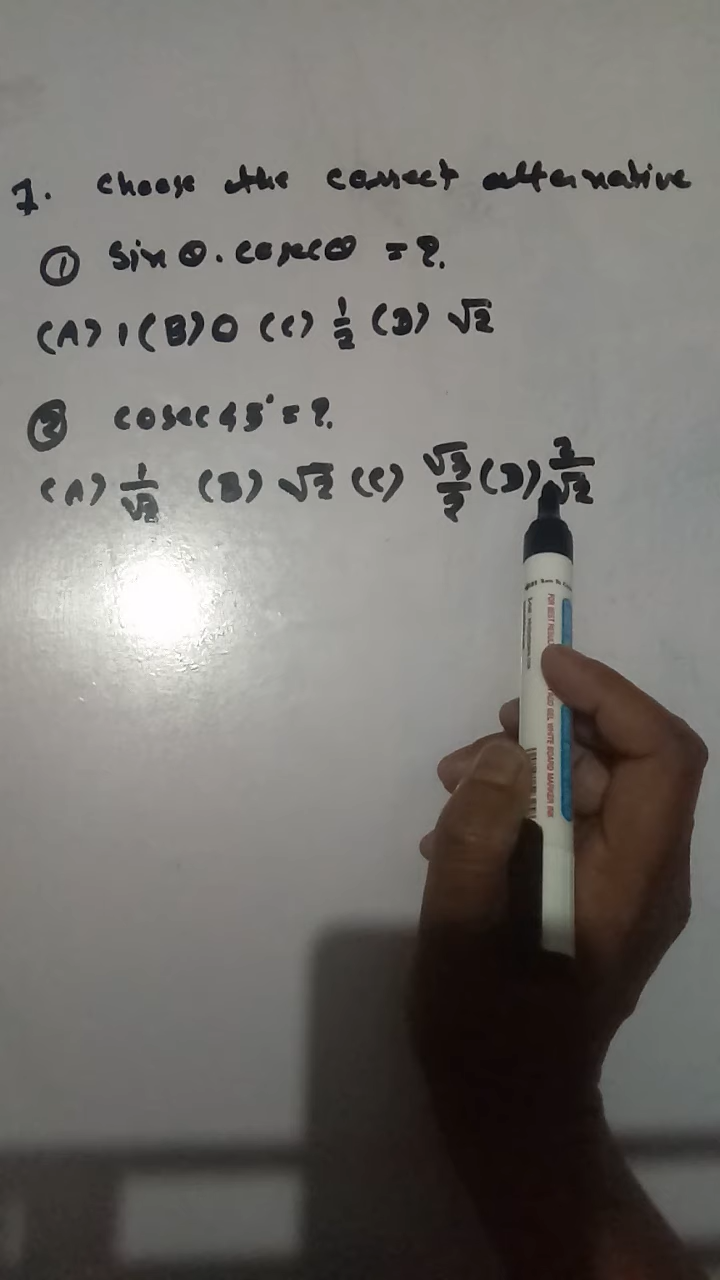 7. choose the correct alternative
① sin θ . cosec θ = ?.
(A) 1 (B) 0 (C) 1/2 (D) √2
② cosec 45° = ?.
(A) 1/√2 (B) √2 (C) √3/2 (D) 2/√2